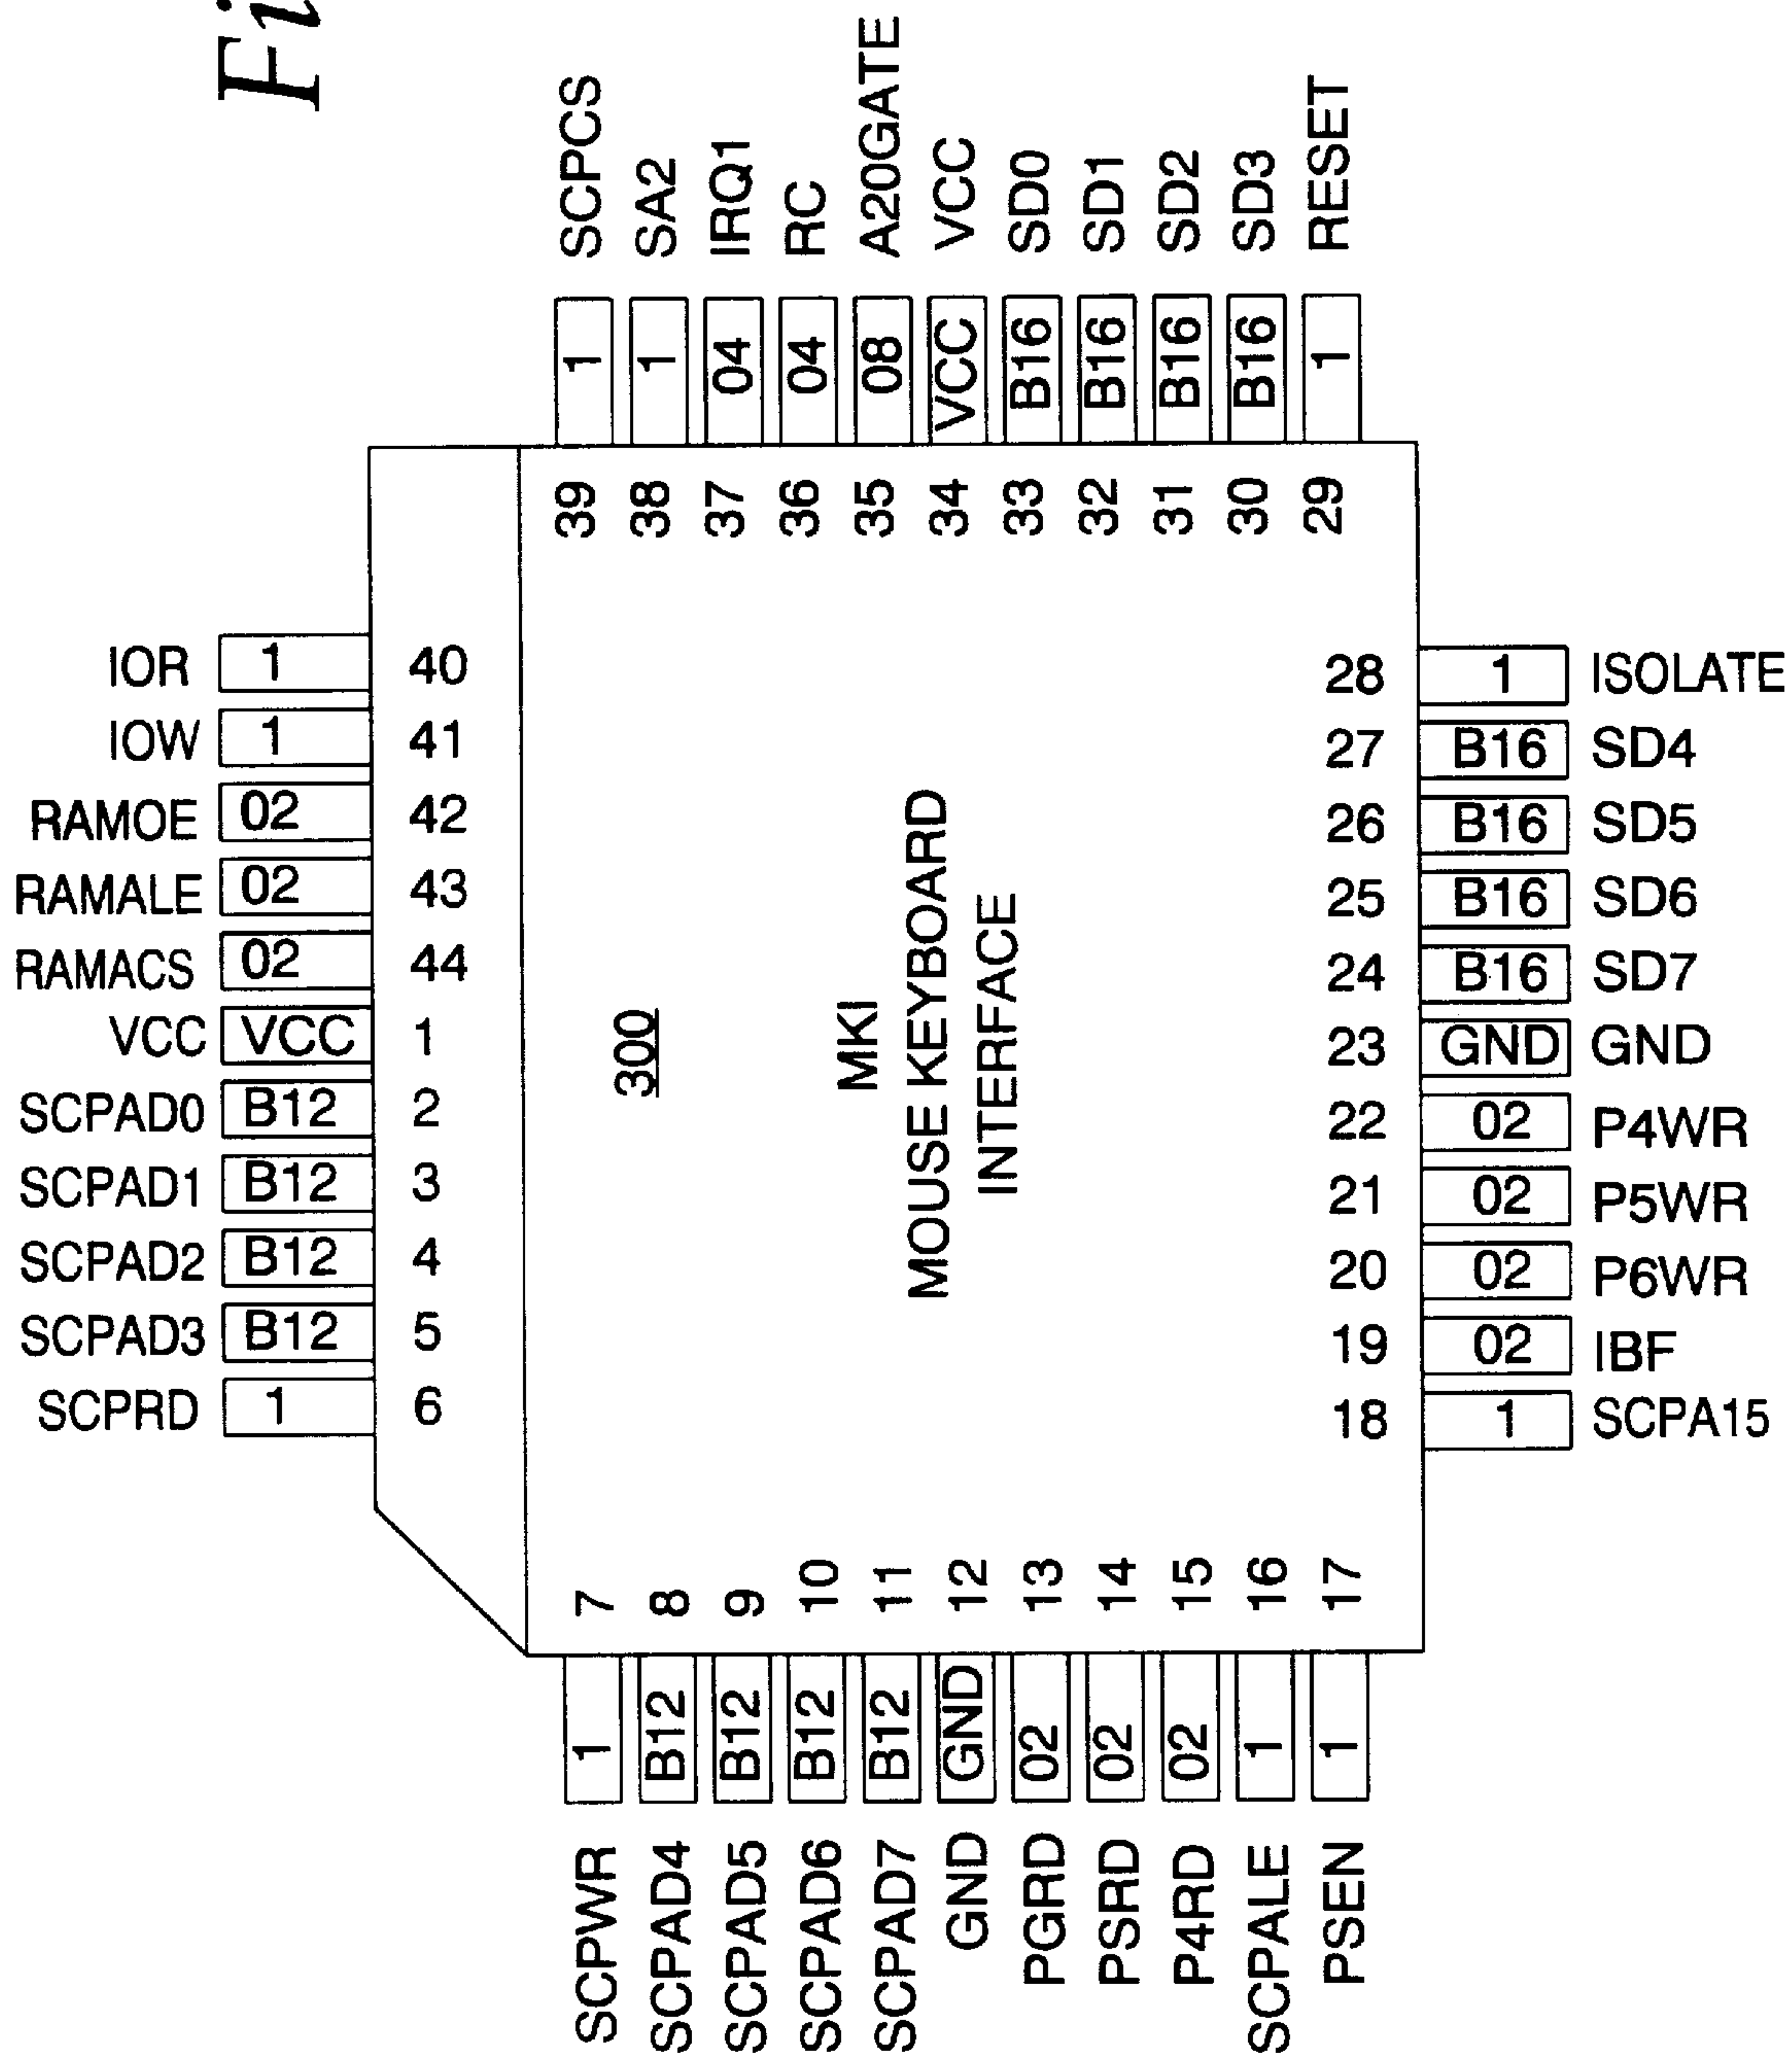 Fi
SCPCS
SA2
IRQ1
RC
A20GATE
VCC
SD0
SD1
SD2
SD3
RESET
1
1
04
04
08
VCC
B16
B16
B16
B16
1
39
38
37
36
35
34
33
32
31
30
29
IOR 1 40
IOW 1 41
RAMOE 02 42
RAMALE 02 43
RAMACS 02 44
VCC VCC 1
SCPAD0 B12 2
SCPAD1 B12 3
SCPAD2 B12 4
SCPAD3 B12 5
SCPRD 1 6
300
MKI
MOUSE KEYBOARD
INTERFACE
28 1 ISOLATE
27 B16 SD4
26 B16 SD5
25 B16 SD6
24 B16 SD7
23 GND GND
22 02 P4WR
21 02 P5WR
20 02 P6WR
19 02 IBF
18 1 SCPA15
7
8
9
10
11
12
13
14
15
16
17
1
B12
B12
B12
B12
GND
02
02
02
1
1
SCPWR
SCPAD4
SCPAD5
SCPAD6
SCPAD7
GND
PGRD
PSRD
P4RD
SCPALE
PSEN